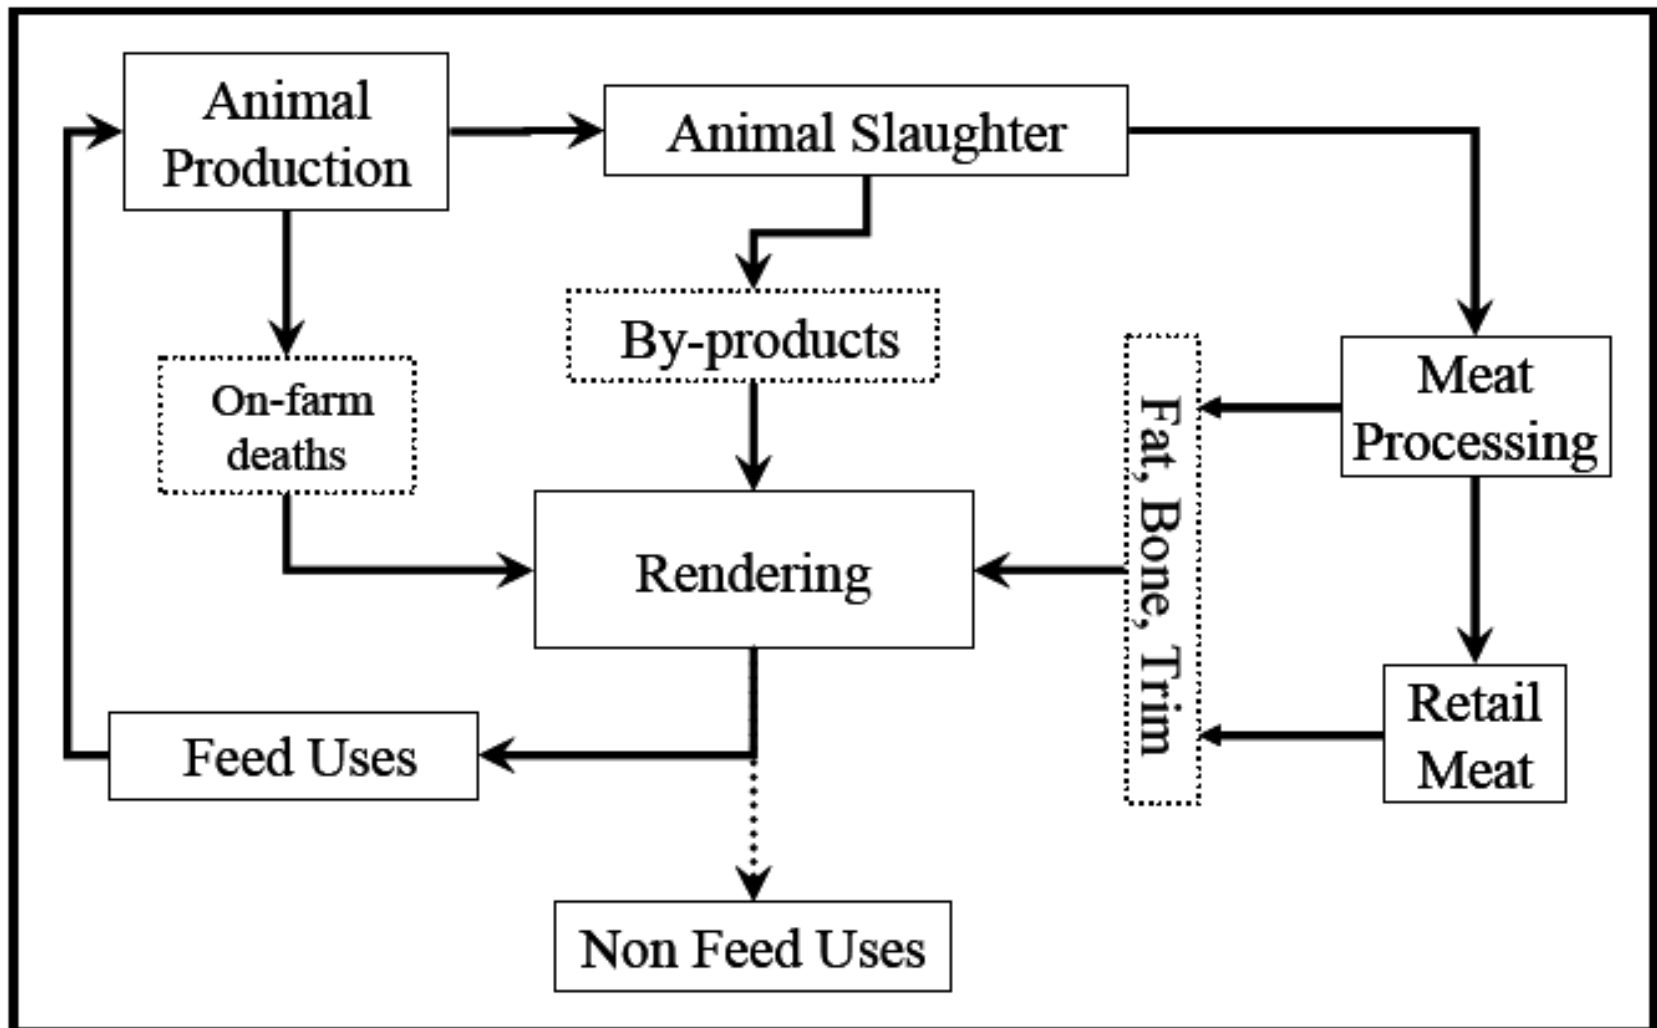 Animal
Production
Animal Slaughter
By-products
On-farm
deaths
Meat
Processing
Fat, Bone, Trim
Rendering
Retail
Meat
Feed Uses
Non Feed Uses